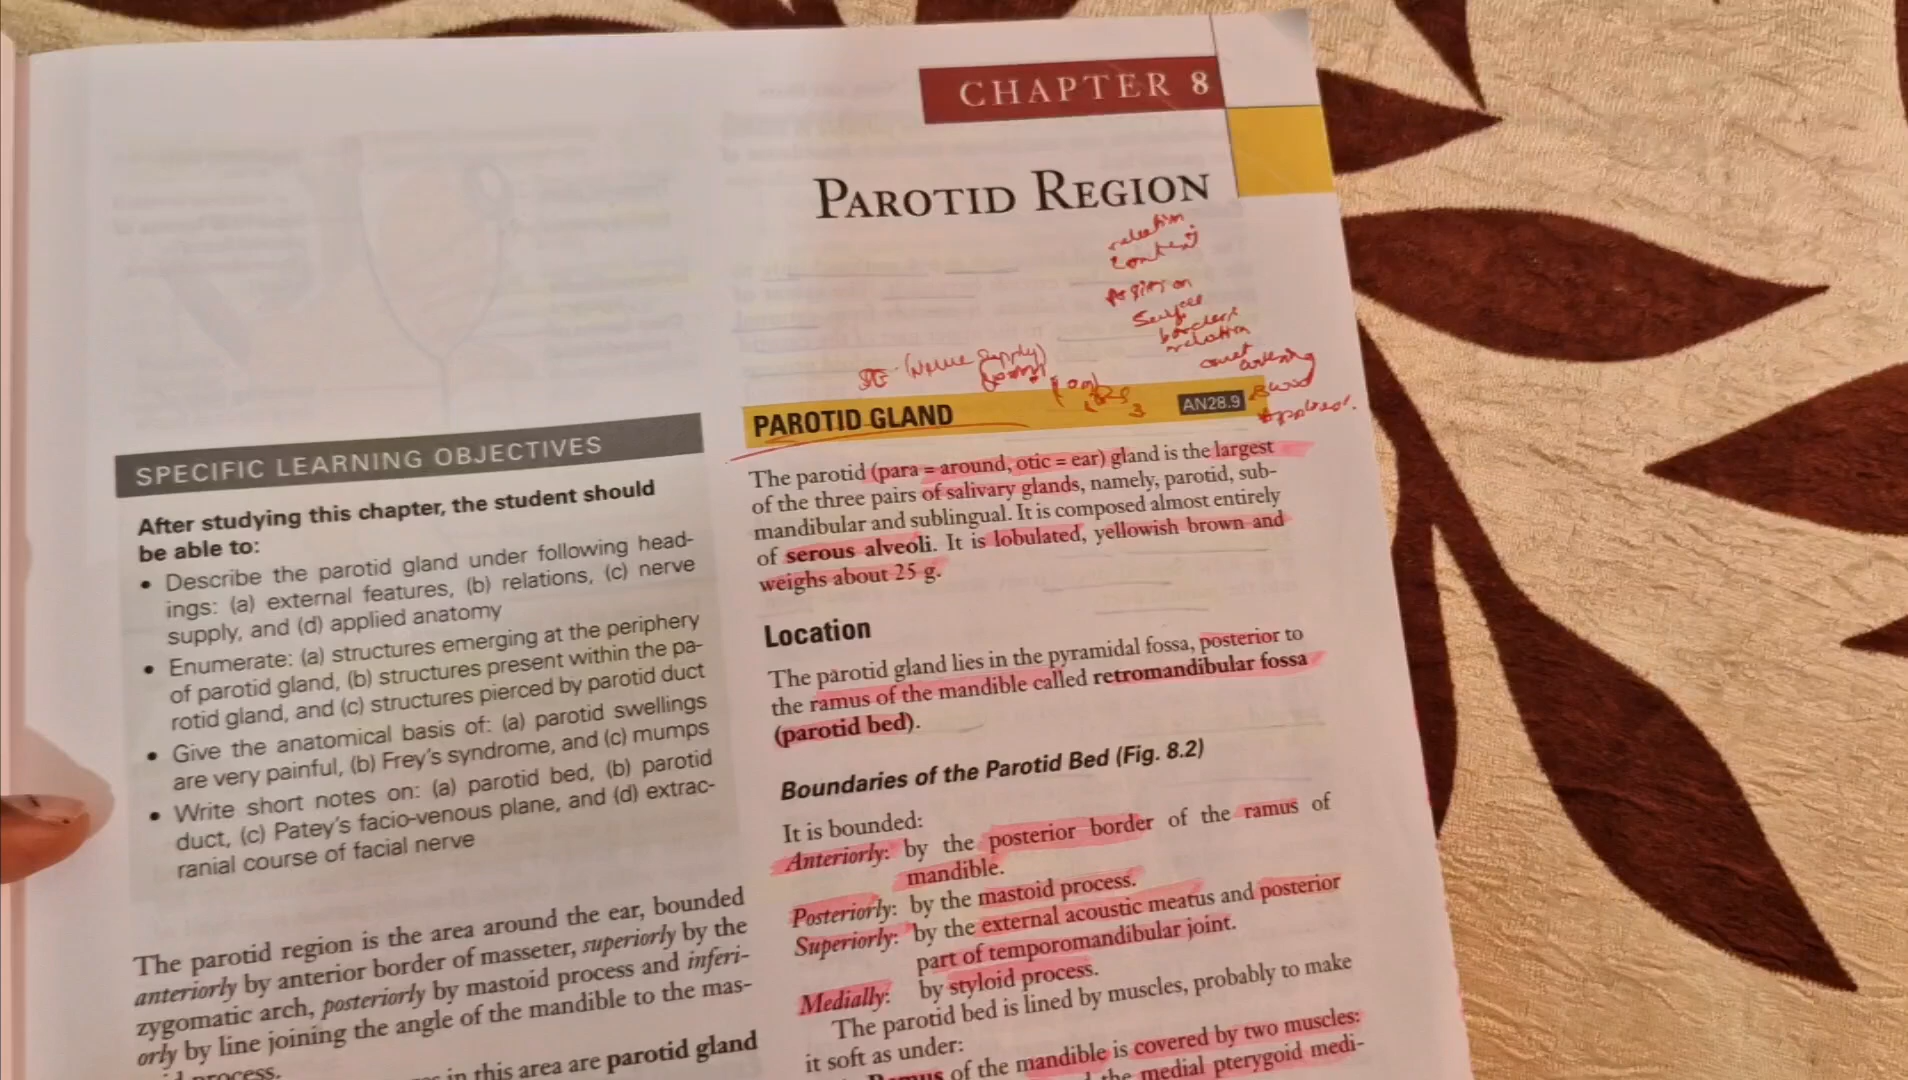 CHAPTER 8
PAROTID REGION
SPECIFIC LEARNING OBJECTIVES
After studying this chapter, the student should
be able to:
• Describe the parotid gland under following head-
ings: (a) external features, (b) relations, (c) nerve
supply, and (d) applied anatomy
• Enumerate: (a) structures emerging at the periphery
of parotid gland, (b) structures present within the pa-
rotid gland, and (c) structures pierced by parotid duct
• Give the anatomical basis of: (a) parotid swellings
are very painful, (b) Frey's syndrome, and (c) mumps
• Write short notes on: (a) parotid bed, (b) parotid
duct, (c) Patey's facio-venous plane, and (d) extrac-
ranial course of facial nerve
The parotid region is the area around the ear, bounded
anteriorly by anterior border of masseter, superiorly by the
zygomatic arch, posteriorly by mastoid process and inferi-
orly by line joining the angle of the mandible to the mas-
process.
in this area are parotid gland
relation
content
Surface
borders
relation
(Nerve supply)
PAROTID GLAND
AN28.9
The parotid (para = around, otic = ear) gland is the largest
of the three pairs of salivary glands, namely, parotid, sub-
mandibular and sublingual. It is composed almost entirely
of serous alveoli. It is lobulated, yellowish brown and
weighs about 25 g.
Location
The parotid gland lies in the pyramidal fossa, posterior to
the ramus of the mandible called retromandibular fossa
(parotid bed).
Boundaries of the Parotid Bed (Fig. 8.2)
It is bounded:
Anteriorly: by the posterior border of the ramus of
mandible.
Posteriorly: by the mastoid process.
Superiorly: by the external acoustic meatus and posterior
part of temporomandibular joint.
Medially: by styloid process.
The parotid bed is lined by muscles, probably to make
it soft as under:
Ramus of the mandible is covered by two muscles:
the medial pterygoid medi-